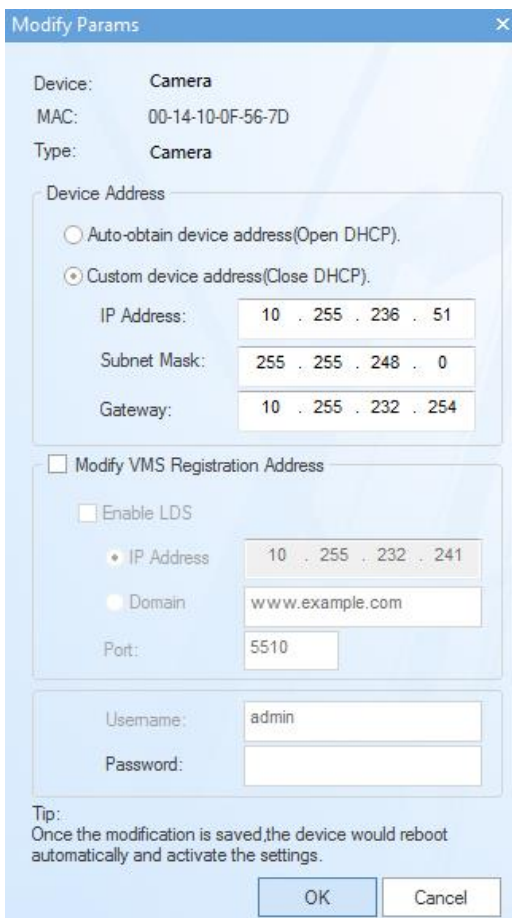 Modify Params ×
Device: Camera
MAC: 00-14-10-0F-56-7D
Type: Camera
Device Address
Auto-obtain device address(Open DHCP).
Custom device address(Close DHCP).
IP Address: 10 . 255 . 236 . 51
Subnet Mask: 255 . 255 . 248 . 0
Gateway: 10 . 255 . 232 . 254
Modify VMS Registration Address
Enable LDS
IP Address 10 . 255 . 232 . 241
Domain www.example.com
Port: 5510
Username: admin
Password:
Tip:
Once the modification is saved,the device would reboot
automatically and activate the settings.
OK Cancel